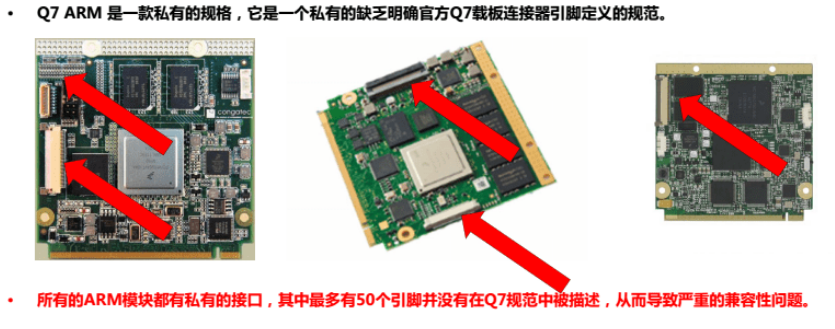 • Q7 ARM 是一款私有的规格，它是一个私有的缺乏明确官方Q7载板连接器引脚定义的规范。
congatec
• 所有的ARM模块都有私有的接口，其中最多有50个引脚并没有在Q7规范中被描述，从而导致严重的兼容性问题。